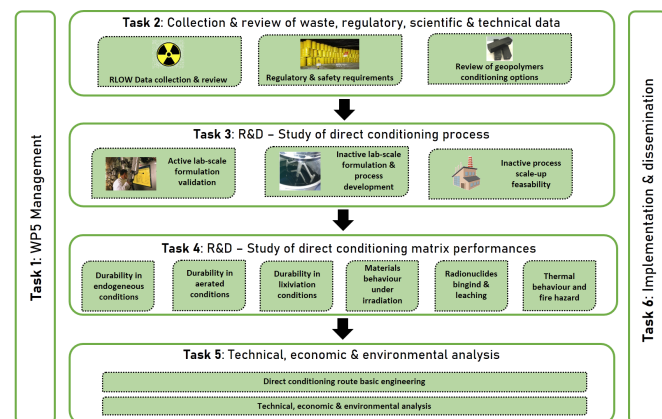 Task 1: WP5 Management
Task 2: Collection & review of waste, regulatory, scientific & technical data
RLOW Data collection & review
Regulatory & safety requirements
Review of geopolymers
conditioning options
Task 3: R&D – Study of direct conditioning process
Active lab-scale
formulation
validation
Inactive lab-scale
formulation &
process
development
Inactive process
scale-up
feasability
Task 4: R&D – Study of direct conditioning matrix performances
Durability in
endogeneous
conditions
Durability in
aerated
conditions
Durability in
lixiviation
conditions
Materials
behaviour
under
irradiation
Radionuclides
bingind &
leaching
Thermal
behaviour and
fire hazard
Task 5: Technical, economic & environmental analysis
Direct conditioning route basic engineering
Technical, economic & environmental analysis
Task 6: Implementation & dissemination